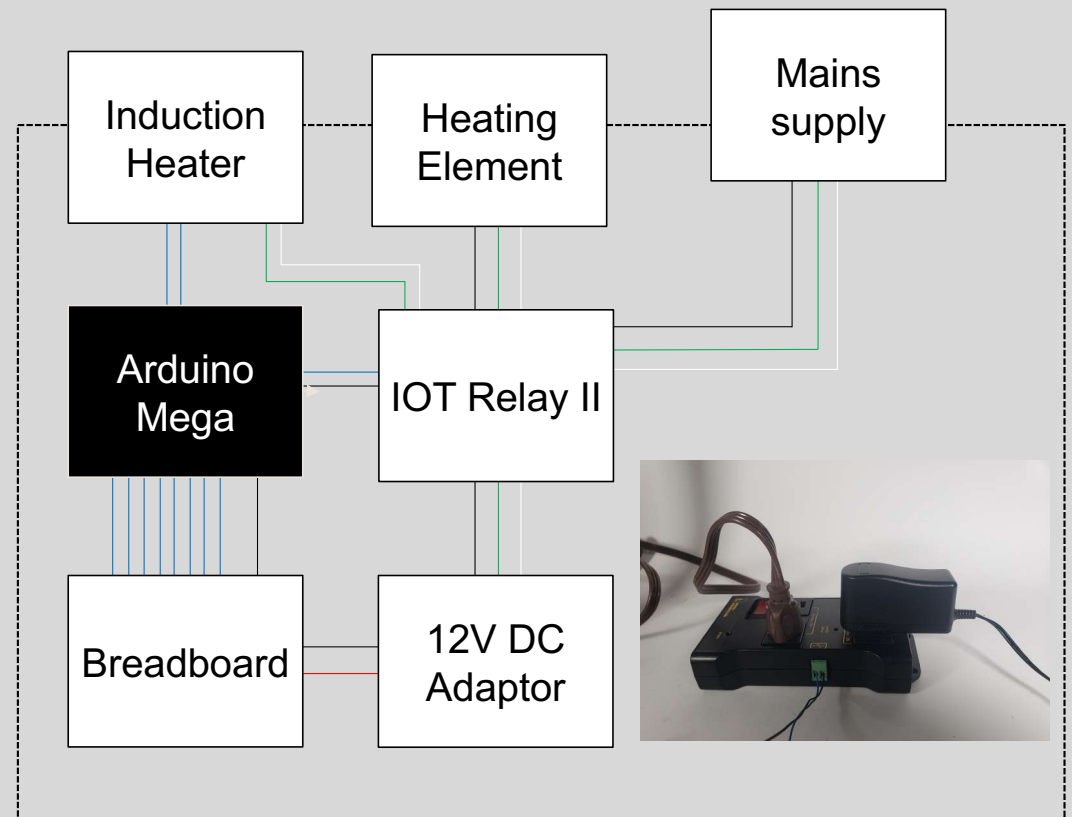 Induction
Heater
Heating
Element
Mains
supply
Arduino
Mega
IOT Relay II
Breadboard
12V DC
Adaptor